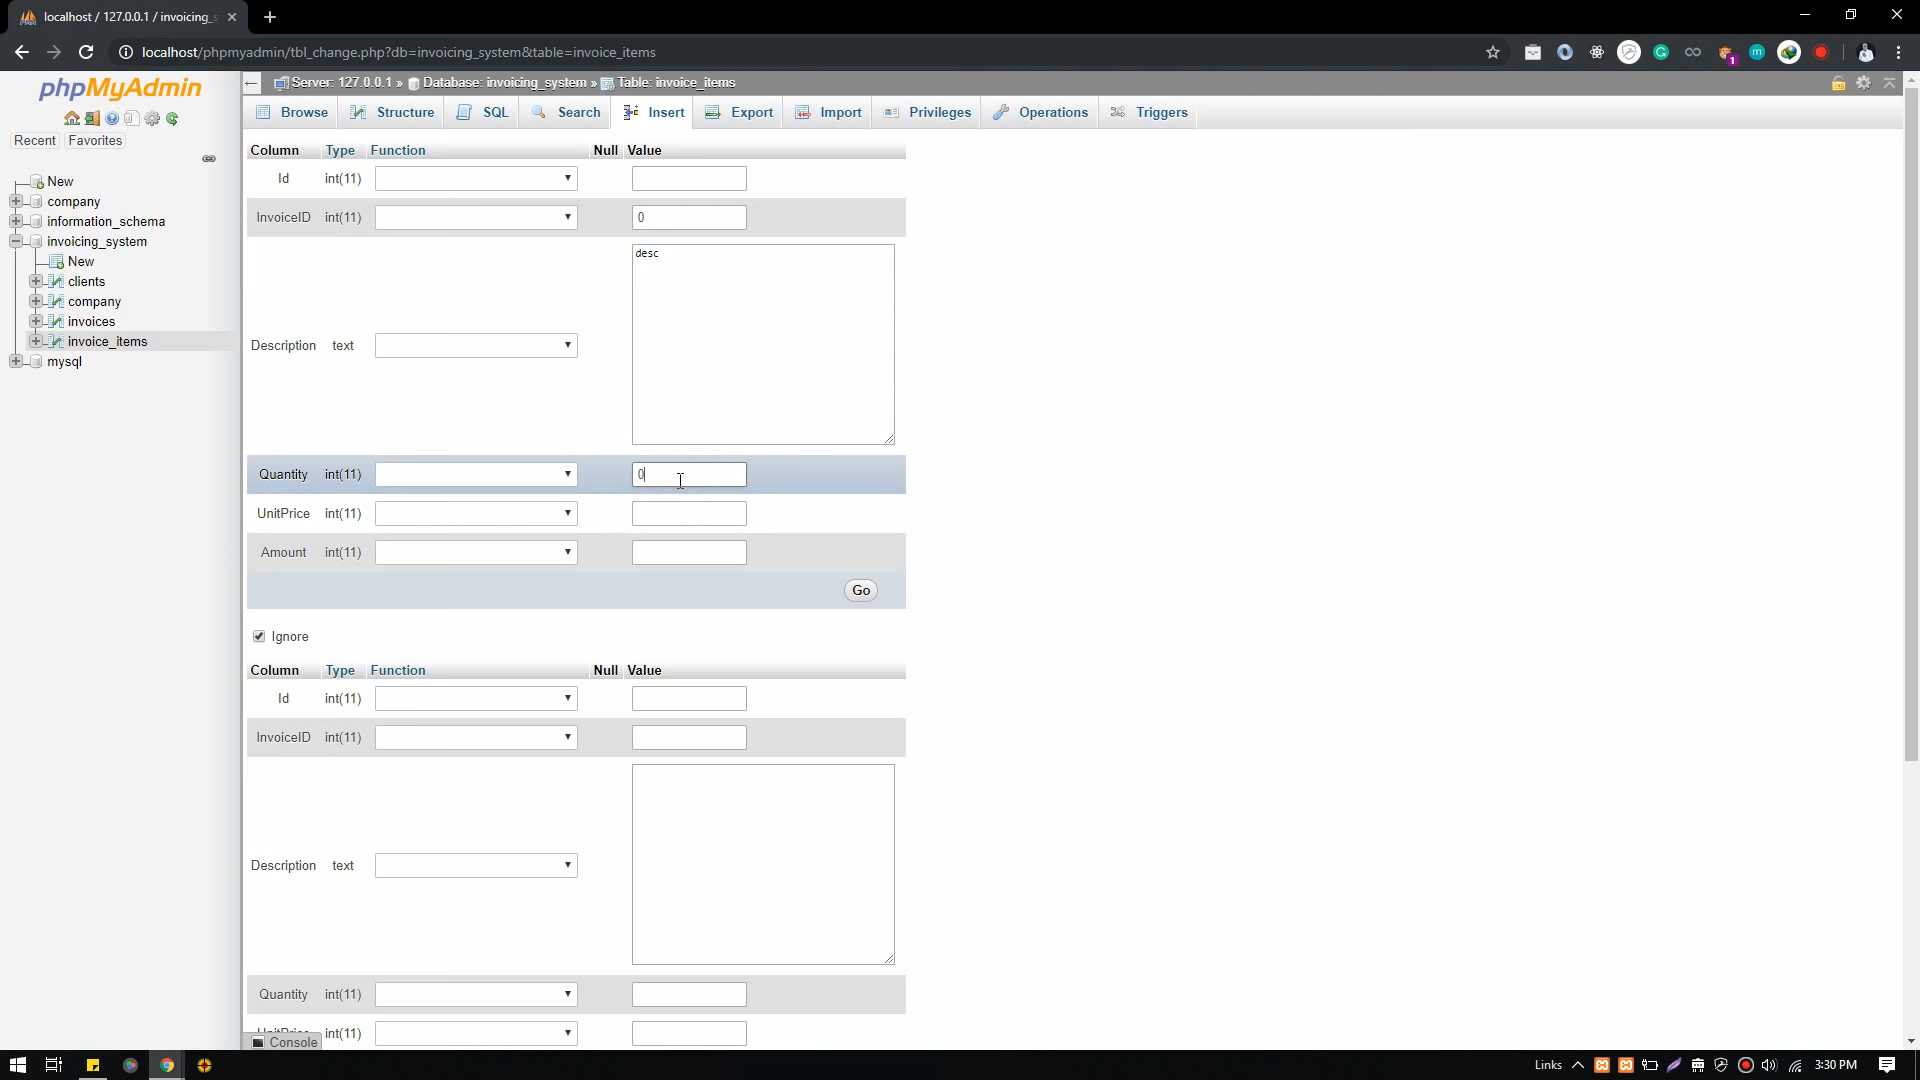 localhost / 127.0.0.1 / invoicing_s
localhost/phpmyadmin/tbl_change.php?db=invoicing_system&table=invoice_items
1
phpMyAdmin
Recent Favorites
New
company
information_schema
invoicing_system
New
clients
company
invoices
invoice_items
mysql
Server: 127.0.0.1 » Database: invoicing_system » Table: invoice_items
Browse Structure SQL Search Insert Export Import Privileges Operations Triggers
Column Type Function Null Value
Id int(11)
InvoiceID int(11) 0
desc
Description text
Quantity int(11) 0
UnitPrice int(11)
Amount int(11)
Go
Ignore
Column Type Function Null Value
Id int(11)
InvoiceID int(11)
Description text
Quantity int(11)
UnitPrice int(11)
Console
Links 3:30 PM